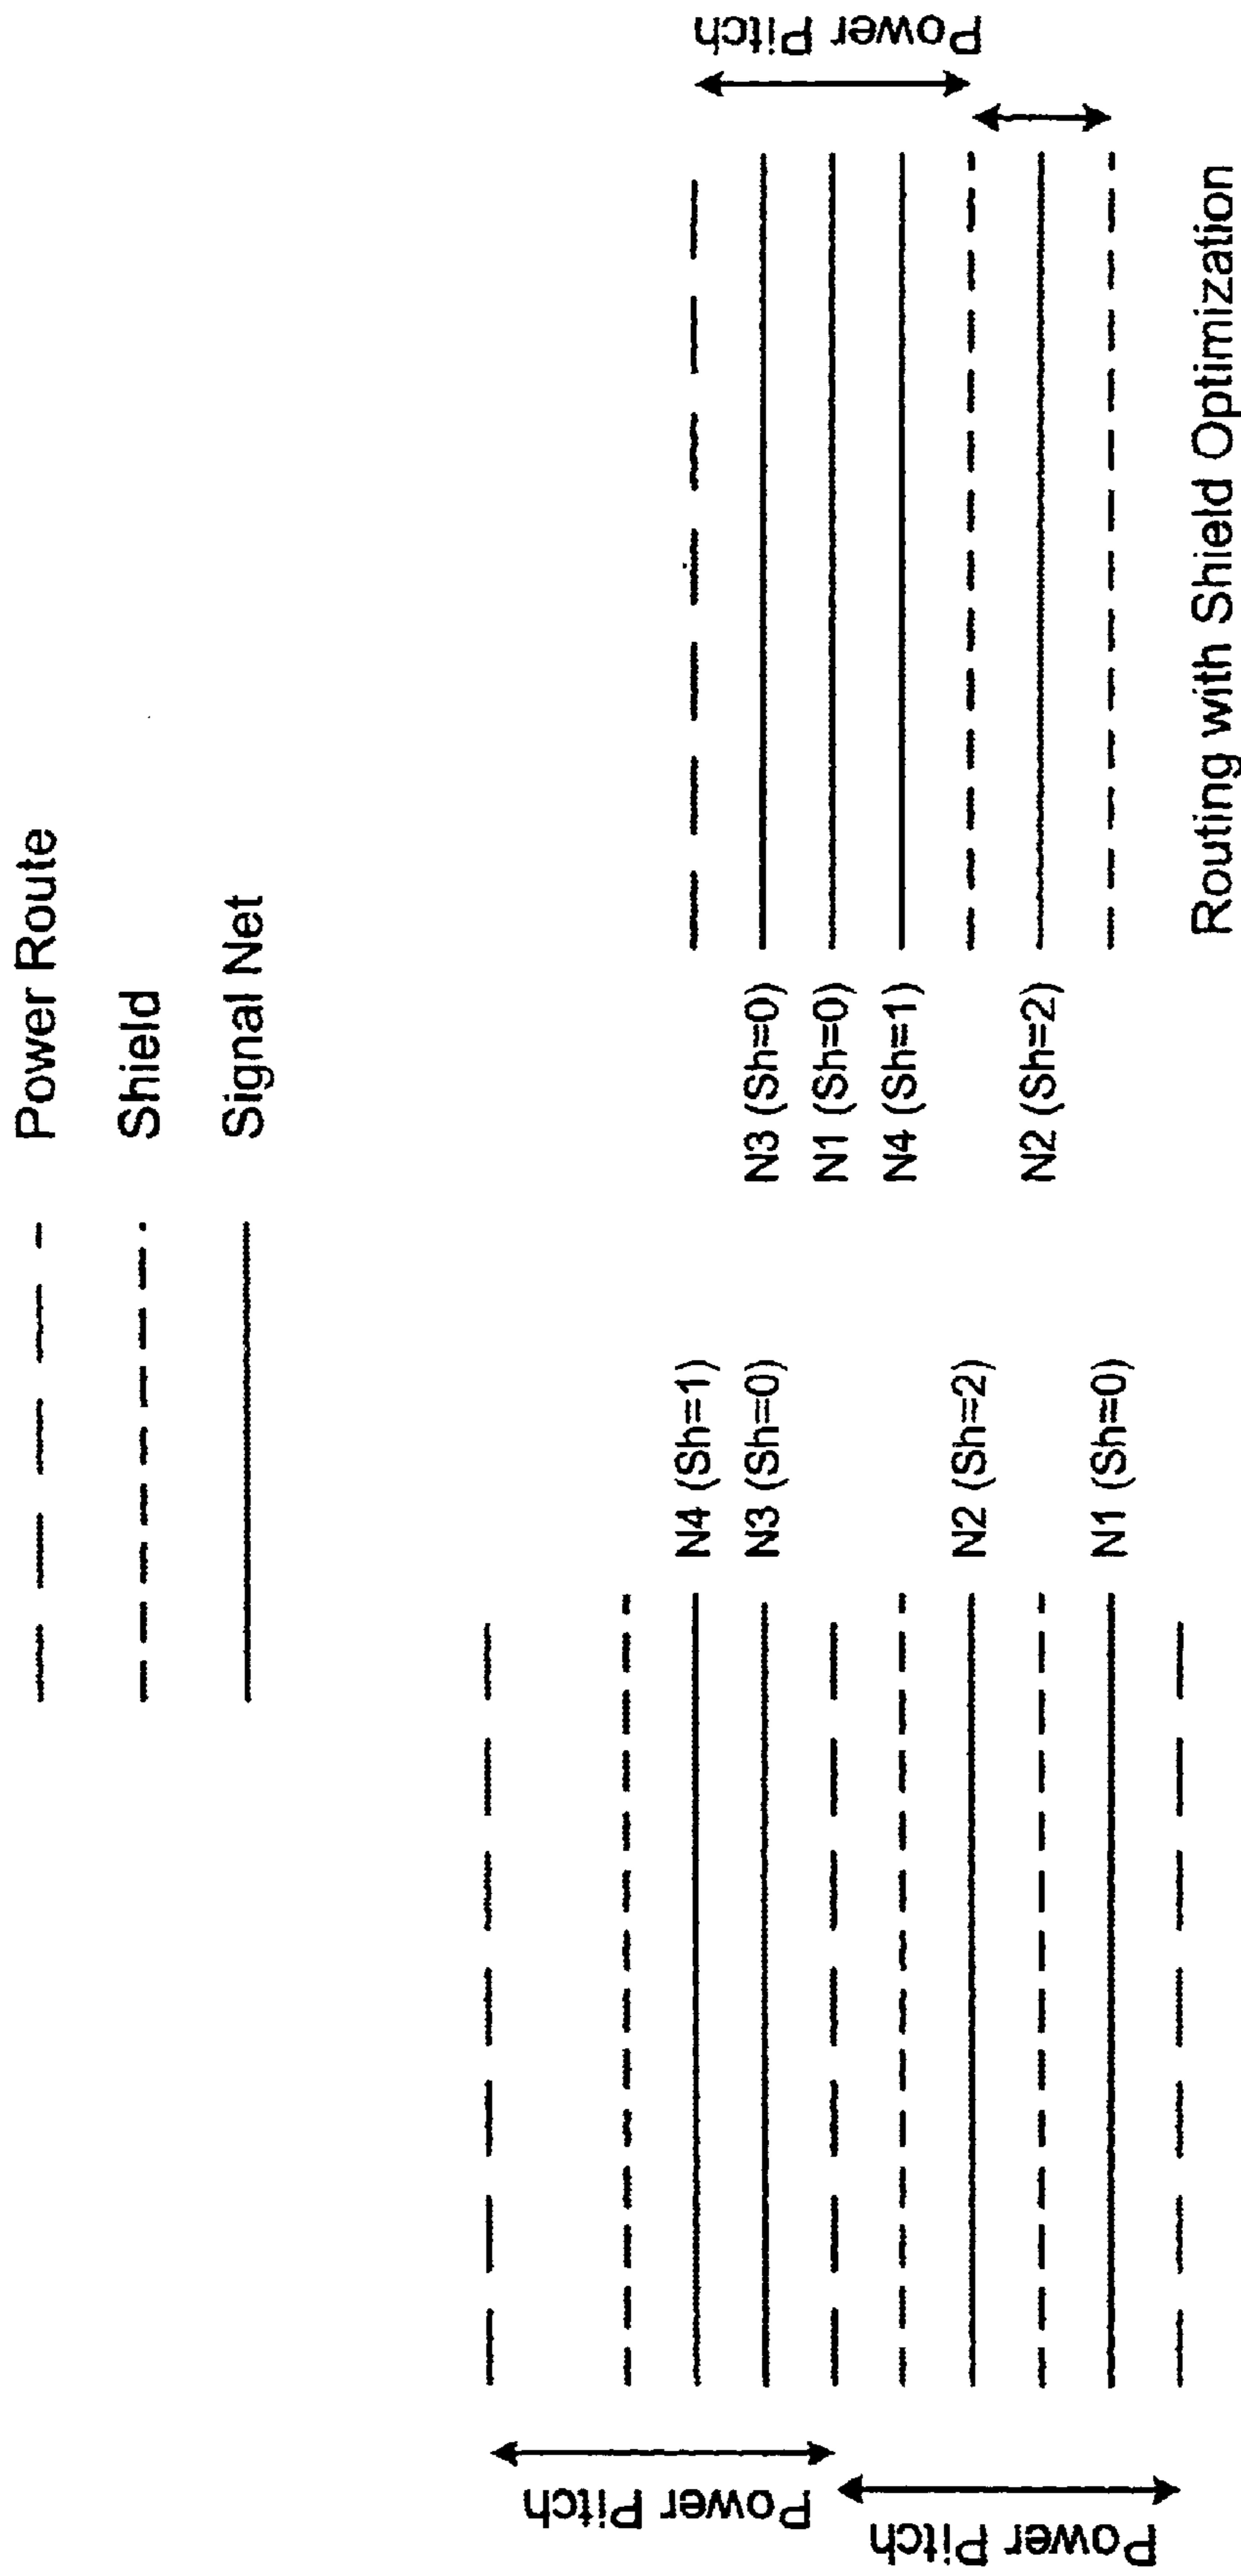 Power Route
Shield
Signal Net
Power Pitch
Power Pitch
N4 (Sh=1)
N3 (Sh=0)
N2 (Sh=2)
N1 (Sh=0)
N3 (Sh=0)
N1 (Sh=0)
N4 (Sh=1)
N2 (Sh=2)
Power Pitch
Routing with Shield Optimization